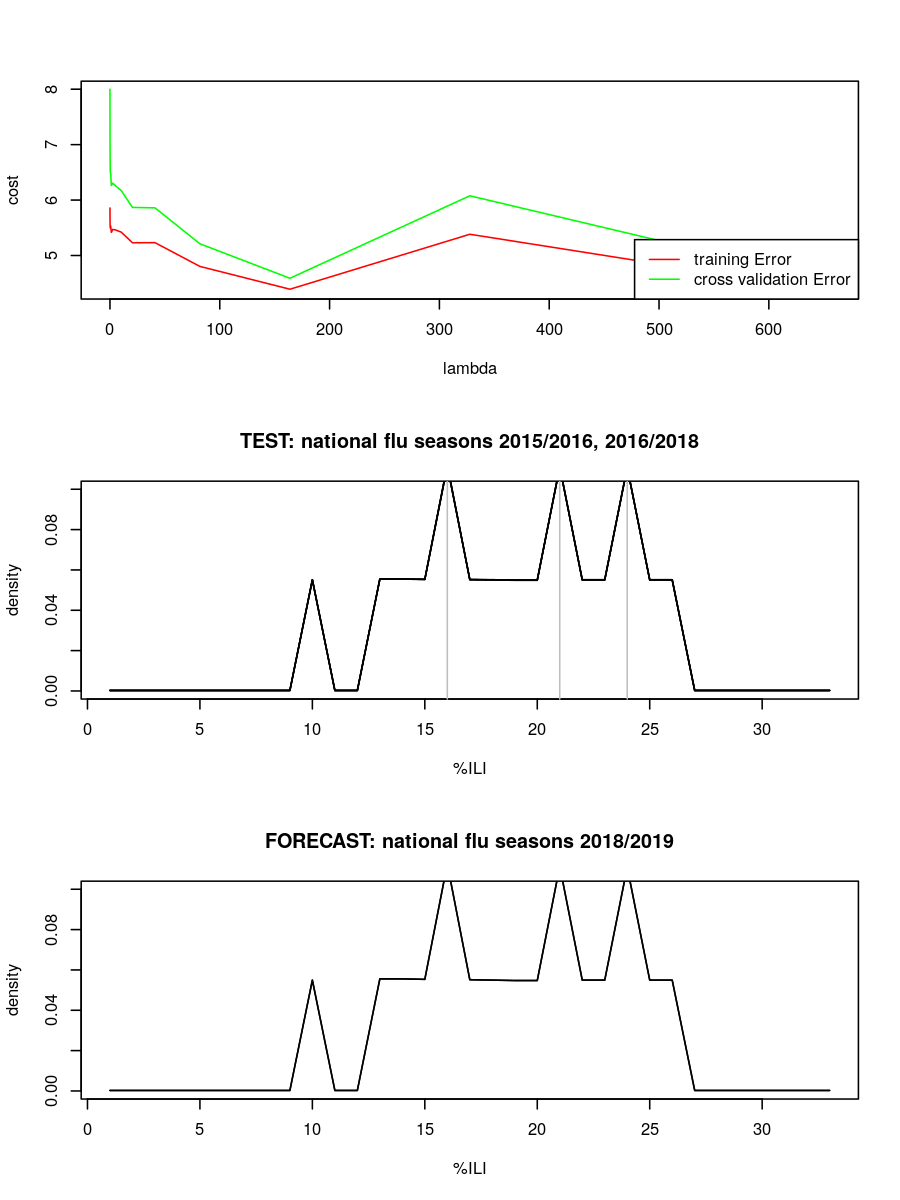 8
7
6
5
cost
0 100 200 300 400 500 600
lambda
training Error
cross validation Error
TEST: national flu seasons 2015/2016, 2016/2018
0.08
0.04
0.00
density
0 5 10 15 20 25 30
%ILI
FORECAST: national flu seasons 2018/2019
0.08
0.04
0.00
density
0 5 10 15 20 25 30
%ILI